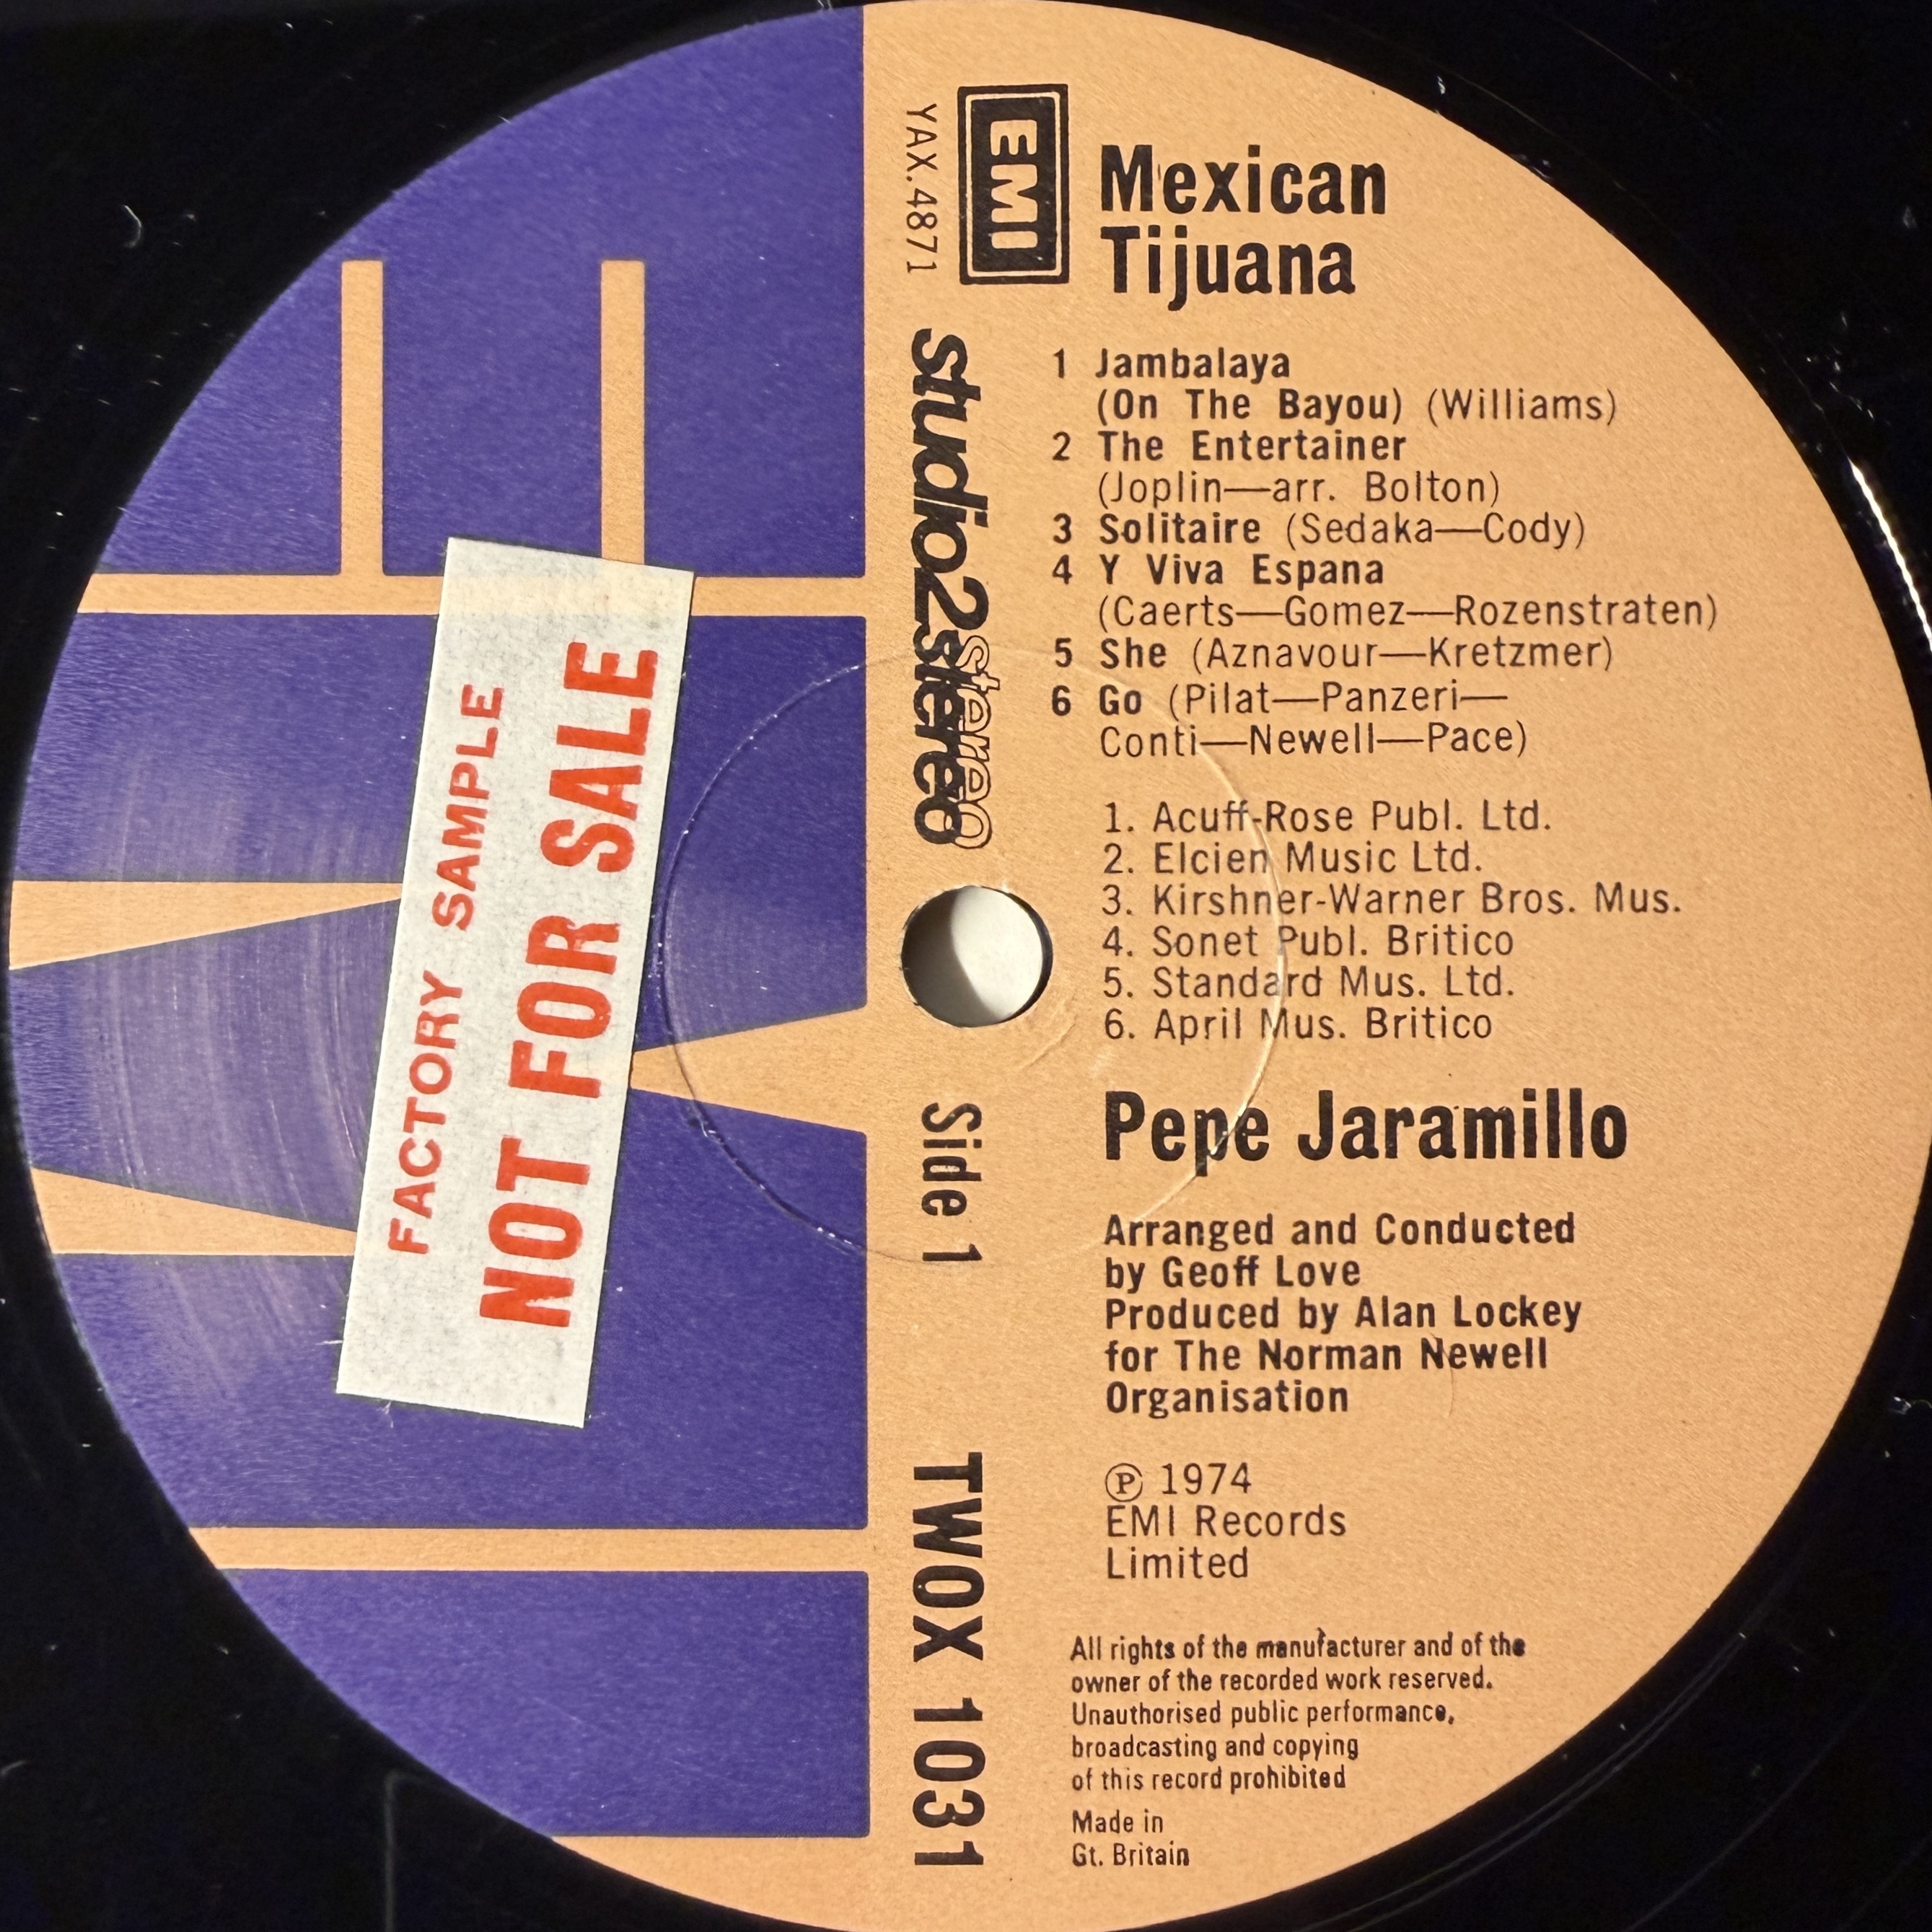 EMI
YAX.4871
Mexican
Tijuana
studio2stereo
stereo
1 Jambalaya
(On The Bayou) (Williams)
2 The Entertainer
(Joplin—arr. Bolton)
3 Solitaire (Sedaka—Cody)
4 Y Viva Espana
(Caerts—Gomez—Rozenstraten)
5 She (Aznavour—Kretzmer)
6 Go (Pilat—Panzeri—
Conti—Newell—Pace)
1. Acuff-Rose Publ. Ltd.
2. Elcien Music Ltd.
3. Kirshner-Warner Bros. Mus.
4. Sonet Publ. Britico
5. Standard Mus. Ltd.
6. April Mus. Britico
Side 1
Pepe Jaramillo
Arranged and Conducted
by Geoff Love
Produced by Alan Lockey
for The Norman Newell
Organisation
℗ 1974
EMI Records
Limited
TWOX 1031
All rights of the manufacturer and of the
owner of the recorded work reserved.
Unauthorised public performance,
broadcasting and copying
of this record prohibited
Made in
Gt. Britain
FACTORY SAMPLE
NOT FOR SALE